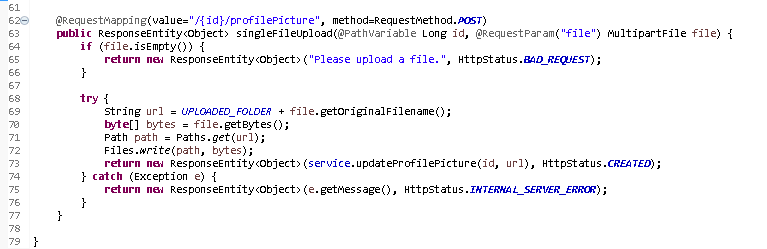 61
62 @RequestMapping(value="/{id}/profilePicture", method=RequestMethod.POST)
63 public ResponseEntity<Object> singleFileUpload(@PathVariable Long id, @RequestParam("file") MultipartFile file) {
64 if (file.isEmpty()) {
65 return new ResponseEntity<Object>("Please upload a file.", HttpStatus.BAD_REQUEST);
66 }
67
68 try {
69 String url = UPLOADED_FOLDER + file.getOriginalFilename();
70 byte[] bytes = file.getBytes();
71 Path path = Paths.get(url);
72 Files.write(path, bytes);
73 return new ResponseEntity<Object>(service.updateProfilePicture(id, url), HttpStatus.CREATED);
74 } catch (Exception e) {
75 return new ResponseEntity<Object>(e.getMessage(), HttpStatus.INTERNAL_SERVER_ERROR);
76 }
77 }
78
79 }